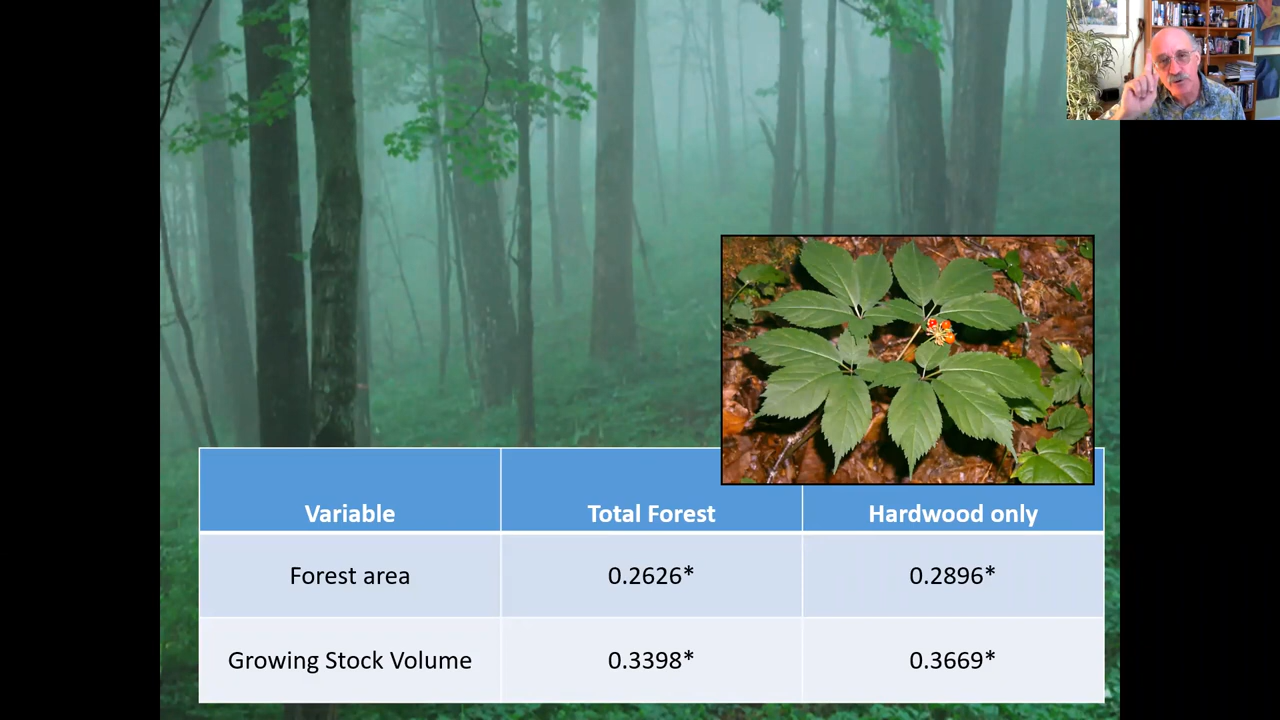 Variable Total Forest Hardwood only
Forest area 0.2626* 0.2896*
Growing Stock Volume 0.3398* 0.3669*